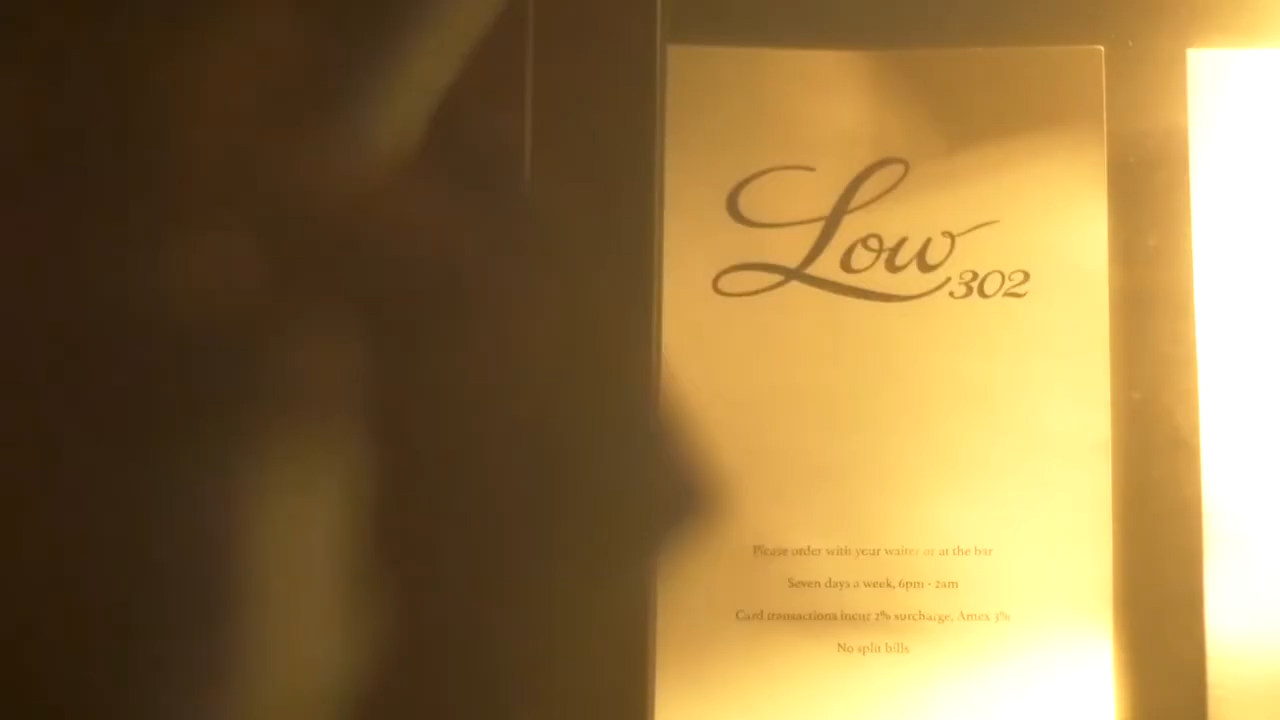 Low 302
Please order with your waiter or at the bar
Seven days a week, 6pm - 2am
Card transactions incur 2% surcharge, Amex 3%
No split bills